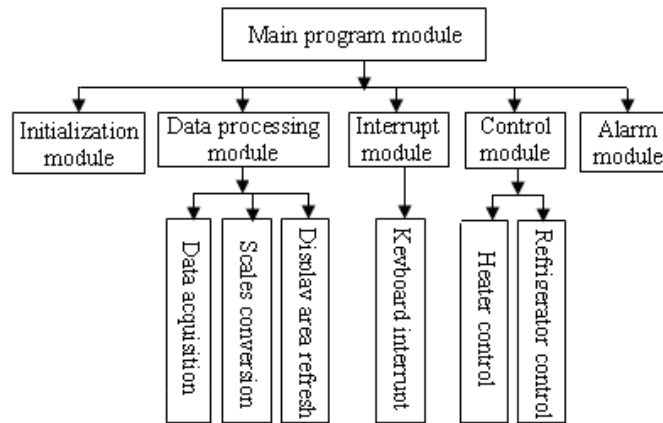 Main program module
Initialization
module
Data processing
module
Interrupt
module
Control
module
Alarm
module
Data acquisition
Scales conversion
Display area refresh
Keyboard interrupt
Heater control
Refrigerator control